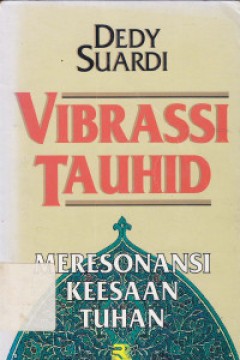 DEDY
SUARDI
VIBRASSI
TAUHID
MERESONANSI
KEESAAN
TUHAN